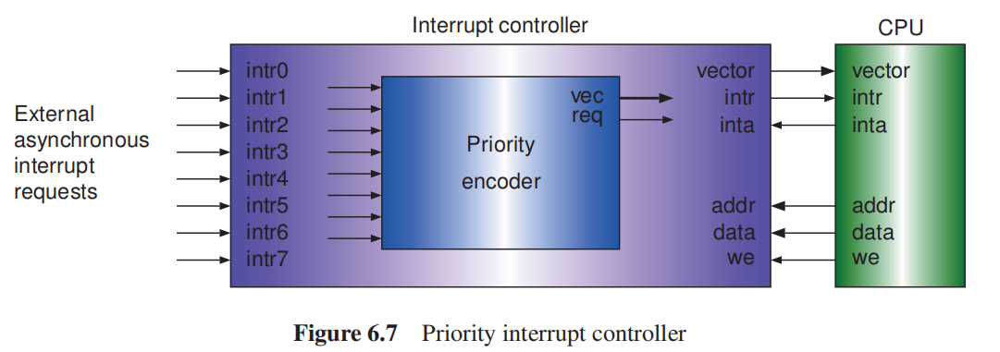 Interrupt controller
CPU
External
asynchronous
interrupt
requests
intr0
intr1
intr2
intr3
intr4
intr5
intr6
intr7
Priority
encoder
vec
req
vector
intr
inta
addr
data
we
vector
intr
inta
addr
data
we
Figure 6.7 Priority interrupt controller